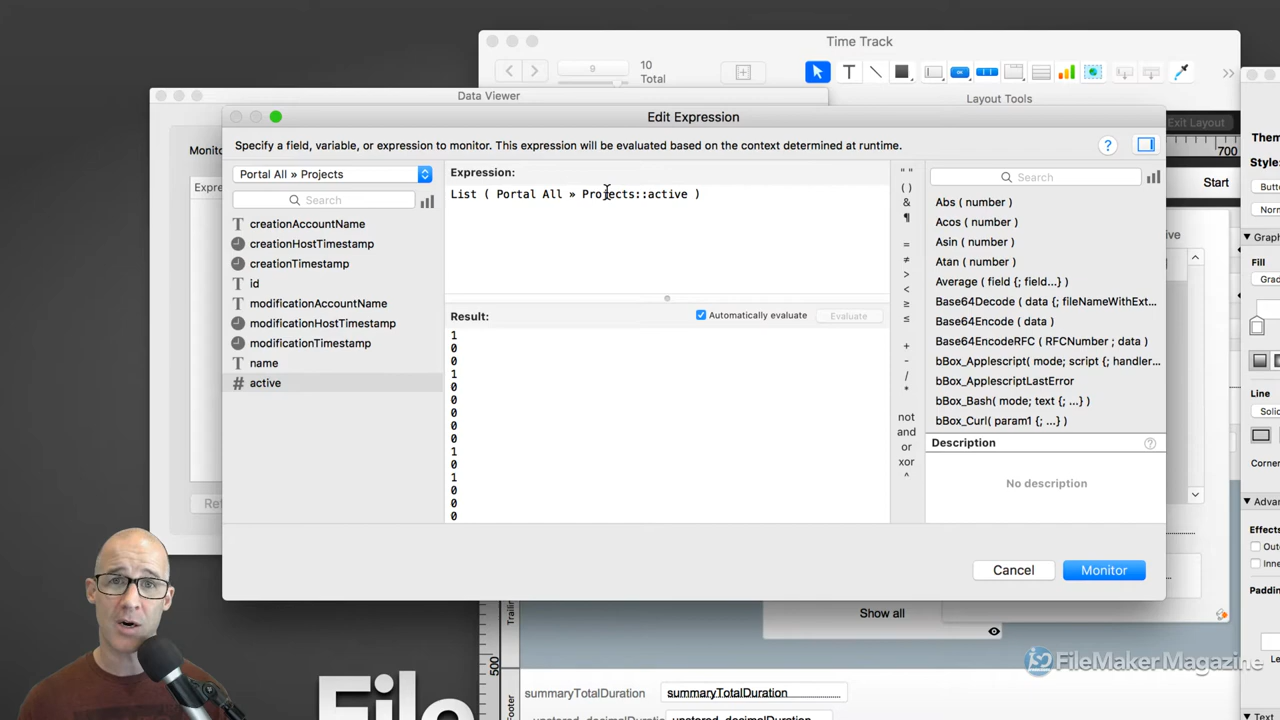 Time Track
9
10
Total
Layout Tools
Exit Layout
Data Viewer
Edit Expression
Specify a field, variable, or expression to monitor. This expression will be evaluated based on the context determined at runtime.
Portal All » Projects
Search
creationAccountName
creationHostTimestamp
creationTimestamp
id
modificationAccountName
modificationHostTimestamp
modificationTimestamp
name
active
Expression:
List ( Portal All » Projects::active )
Result:
Automatically evaluate
Evaluate
1
0
0
1
0
0
0
0
0
1
0
1
0
0
0
" "
( )
&
¶
=
≠
>
<
≥
≤
+
-
/
*
not
and
or
xor
^
Search
Abs ( number )
Acos ( number )
Asin ( number )
Atan ( number )
Average ( field {; field...} )
Base64Decode ( data {; fileNameWithExt...
Base64Encode ( data )
Base64EncodeRFC ( RFCNumber ; data )
bBox_Applescript( mode; script {; handler...
bBox_ApplescriptLastError
bBox_Bash( mode; text {; ...} )
bBox_Curl( param1 {; ...} )
Description
No description
Cancel
Monitor
700
Start
Style:
Fill
Line
Effects
Show all
500
Footer
summaryTotalDuration
summaryTotalDuration
FileMaker Magazine